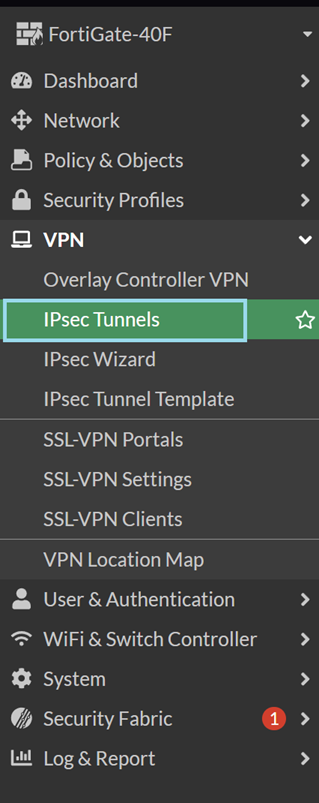 FortiGate-40F
Dashboard
Network
Policy & Objects
Security Profiles
VPN
Overlay Controller VPN
IPsec Tunnels
IPsec Wizard
IPsec Tunnel Template
SSL-VPN Portals
SSL-VPN Settings
SSL-VPN Clients
VPN Location Map
User & Authentication
WiFi & Switch Controller
System
Security Fabric 1
Log & Report